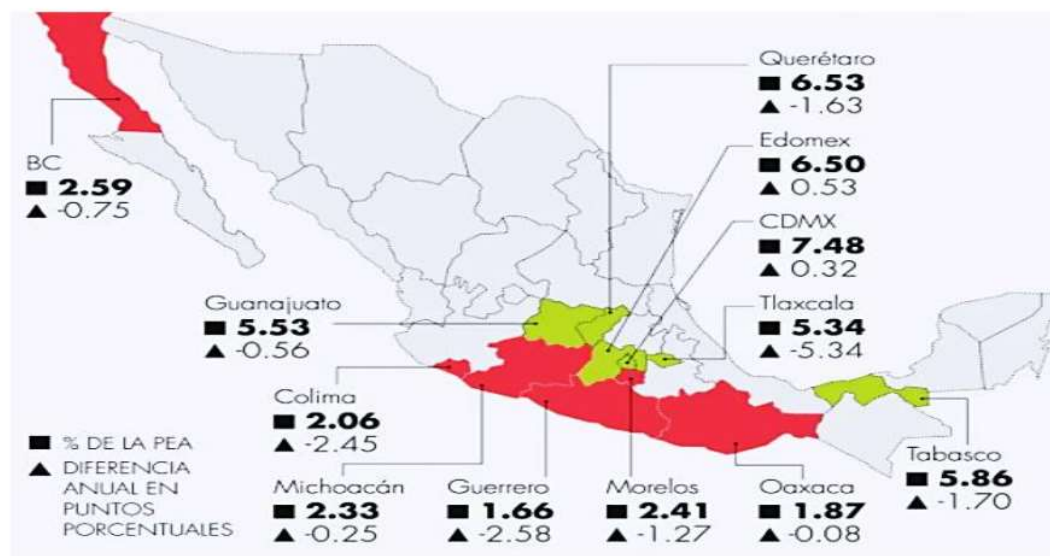 Querétaro
■ 6.53
▲ -1.63
Edomex
■ 6.50
▲ 0.53
CDMX
■ 7.48
▲ 0.32
Tlaxcala
■ 5.34
▲ -5.34
BC
■ 2.59
▲ -0.75
Guanajuato
■ 5.53
▲ -0.56
Colima
■ 2.06
▲ -2.45
Michoacán
■ 2.33
▲ -0.25
Guerrero
■ 1.66
▲ -2.58
Morelos
■ 2.41
▲ -1.27
Oaxaca
■ 1.87
▲ -0.08
Tabasco
■ 5.86
▲ -1.70
■ % DE LA PEA
▲ DIFERENCIA
ANUAL EN
PUNTOS
PORCENTUALES